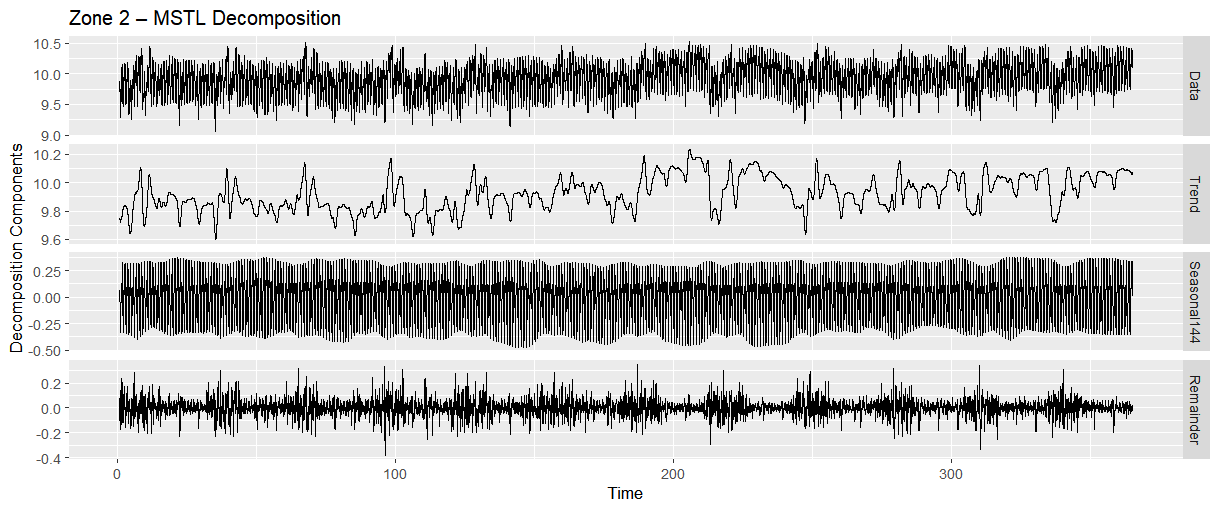 Zone 2 – MSTL Decomposition
10.5
10.0
9.5
9.0
Data
10.2
10.0
9.8
9.6
Trend
0.25
0.00
-0.25
-0.50
Seasonal144
0.2
0.0
-0.2
-0.4
Remainder
Decomposition Components
0
100
200
300
Time